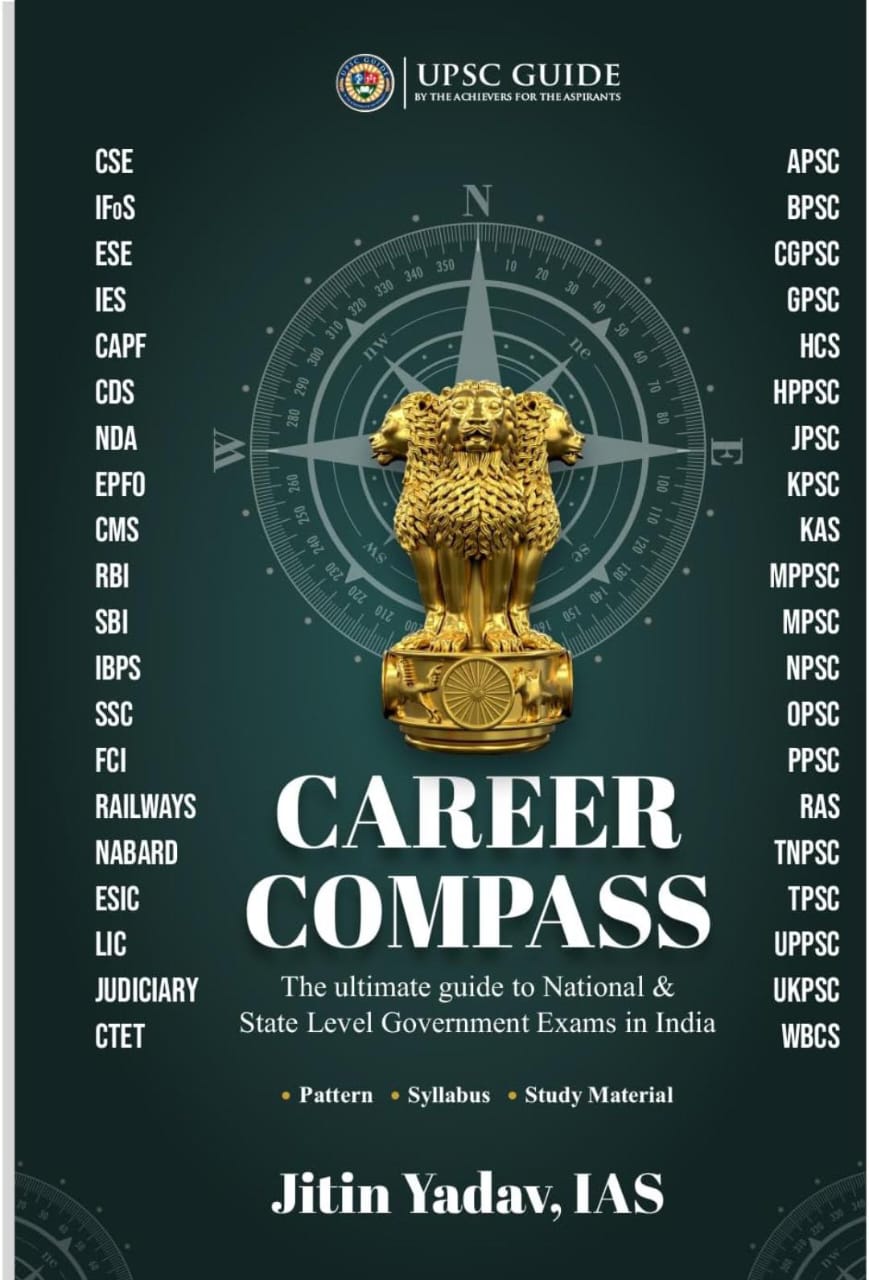 UPSC GUIDE
BY THE ACHIEVERS FOR THE ASPIRANTS
CSE
IFoS
ESE
IES
CAPF
CDS
NDA
EPFO
CMS
RBI
SBI
IBPS
SSC
FCI
RAILWAYS
NABARD
ESIC
LIC
JUDICIARY
CTET
APSC
BPSC
CGPSC
GPSC
HCS
HPPSC
JPSC
KPSC
KAS
MPPSC
MPSC
NPSC
OPSC
PPSC
RAS
TNPSC
TPSC
UPPSC
UKPSC
WBCS
N
350 10
340 20
330 30
320 40
310 50
300 60
290 70
280 80
nw ne
W E
260 100
250 110
240 120
230 130
220 140
210 150
sw se
CAREER
COMPASS
The ultimate guide to National &
State Level Government Exams in India
• Pattern • Syllabus • Study Material
Jitin Yadav, IAS